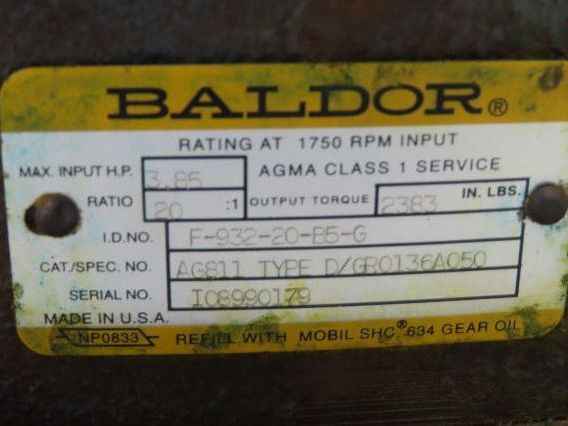 BALDOR®
RATING AT 1750 RPM INPUT
MAX. INPUT H.P. 3.85 AGMA CLASS 1 SERVICE
RATIO 20 :1 OUTPUT TORQUE 2383 IN. LBS.
I.D.NO. F-932-20-B5-G
CAT./SPEC. NO. AG811 TYPE D/GR0136A050
SERIAL NO. I08990179
MADE IN U.S.A.
NP0833 REFILL WITH MOBIL SHC® 634 GEAR OIL